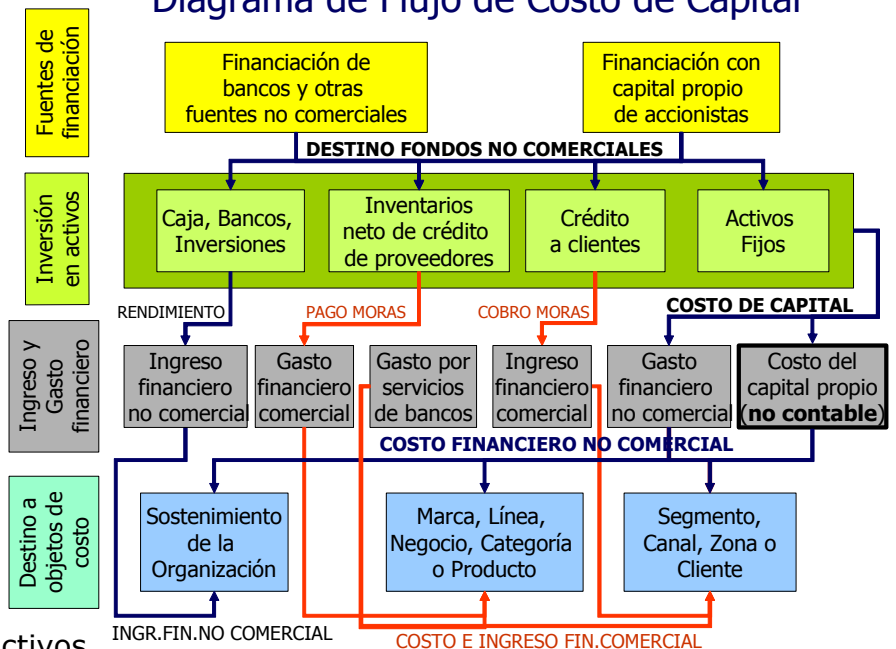 Diagrama de Flujo de Costo de Capital
Fuentes de
financiación
Financiación de
bancos y otras
fuentes no comerciales
Financiación con
capital propio
de accionistas
DESTINO FONDOS NO COMERCIALES
Inversión
en activos
Caja, Bancos,
Inversiones
Inventarios
neto de crédito
de proveedores
Crédito
a clientes
Activos
Fijos
RENDIMIENTO
PAGO MORAS
COBRO MORAS
COSTO DE CAPITAL
Ingreso y
Gasto
financiero
Ingreso
financiero
no comercial
Gasto
financiero
comercial
Gasto por
servicios
de bancos
Ingreso
financiero
comercial
Gasto
financiero
no comercial
Costo del
capital propio
(no contable)
COSTO FINANCIERO NO COMERCIAL
Destino a
objetos de
costo
Sostenimiento
de la
Organización
Marca, Línea,
Negocio, Categoría
o Producto
Segmento,
Canal, Zona o
Cliente
ctivos
INGR.FIN.NO COMERCIAL
COSTO E INGRESO FIN.COMERCIAL